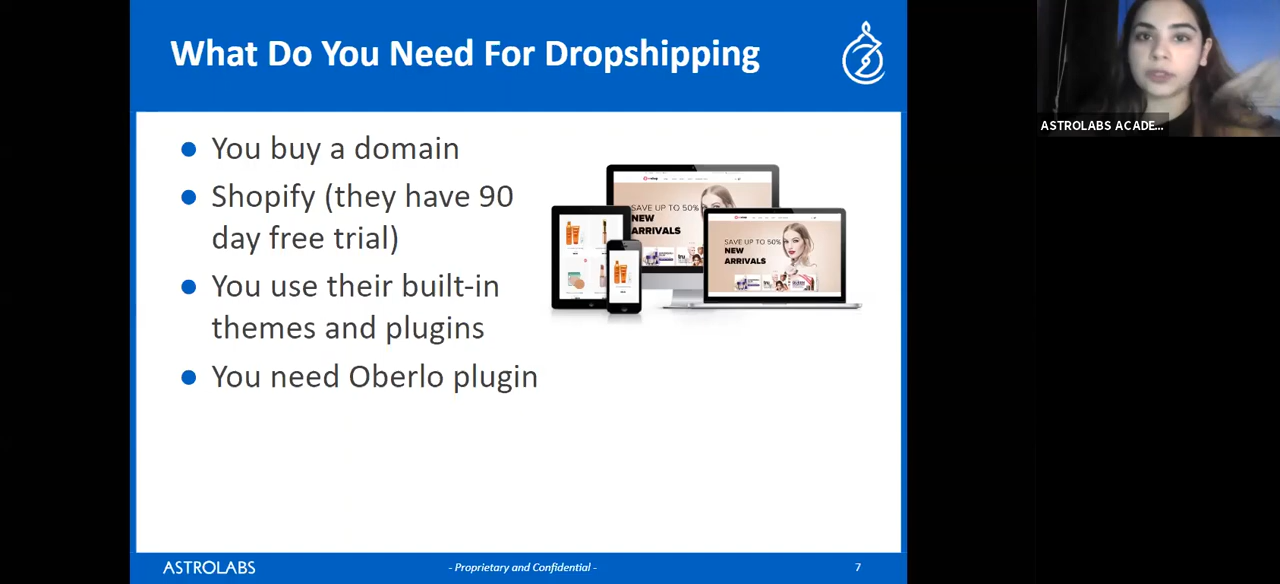 What Do You Need For Dropshipping
ASTROLABS ACADE...
You buy a domain
Shopify (they have 90
day free trial)
You use their built-in
themes and plugins
You need Oberlo plugin
SAVE UP TO 50%
NEW
ARRIVALS
SAVE UP TO 50%
NEW
ARRIVALS
ASTROLABS
- Proprietary and Confidential -
7